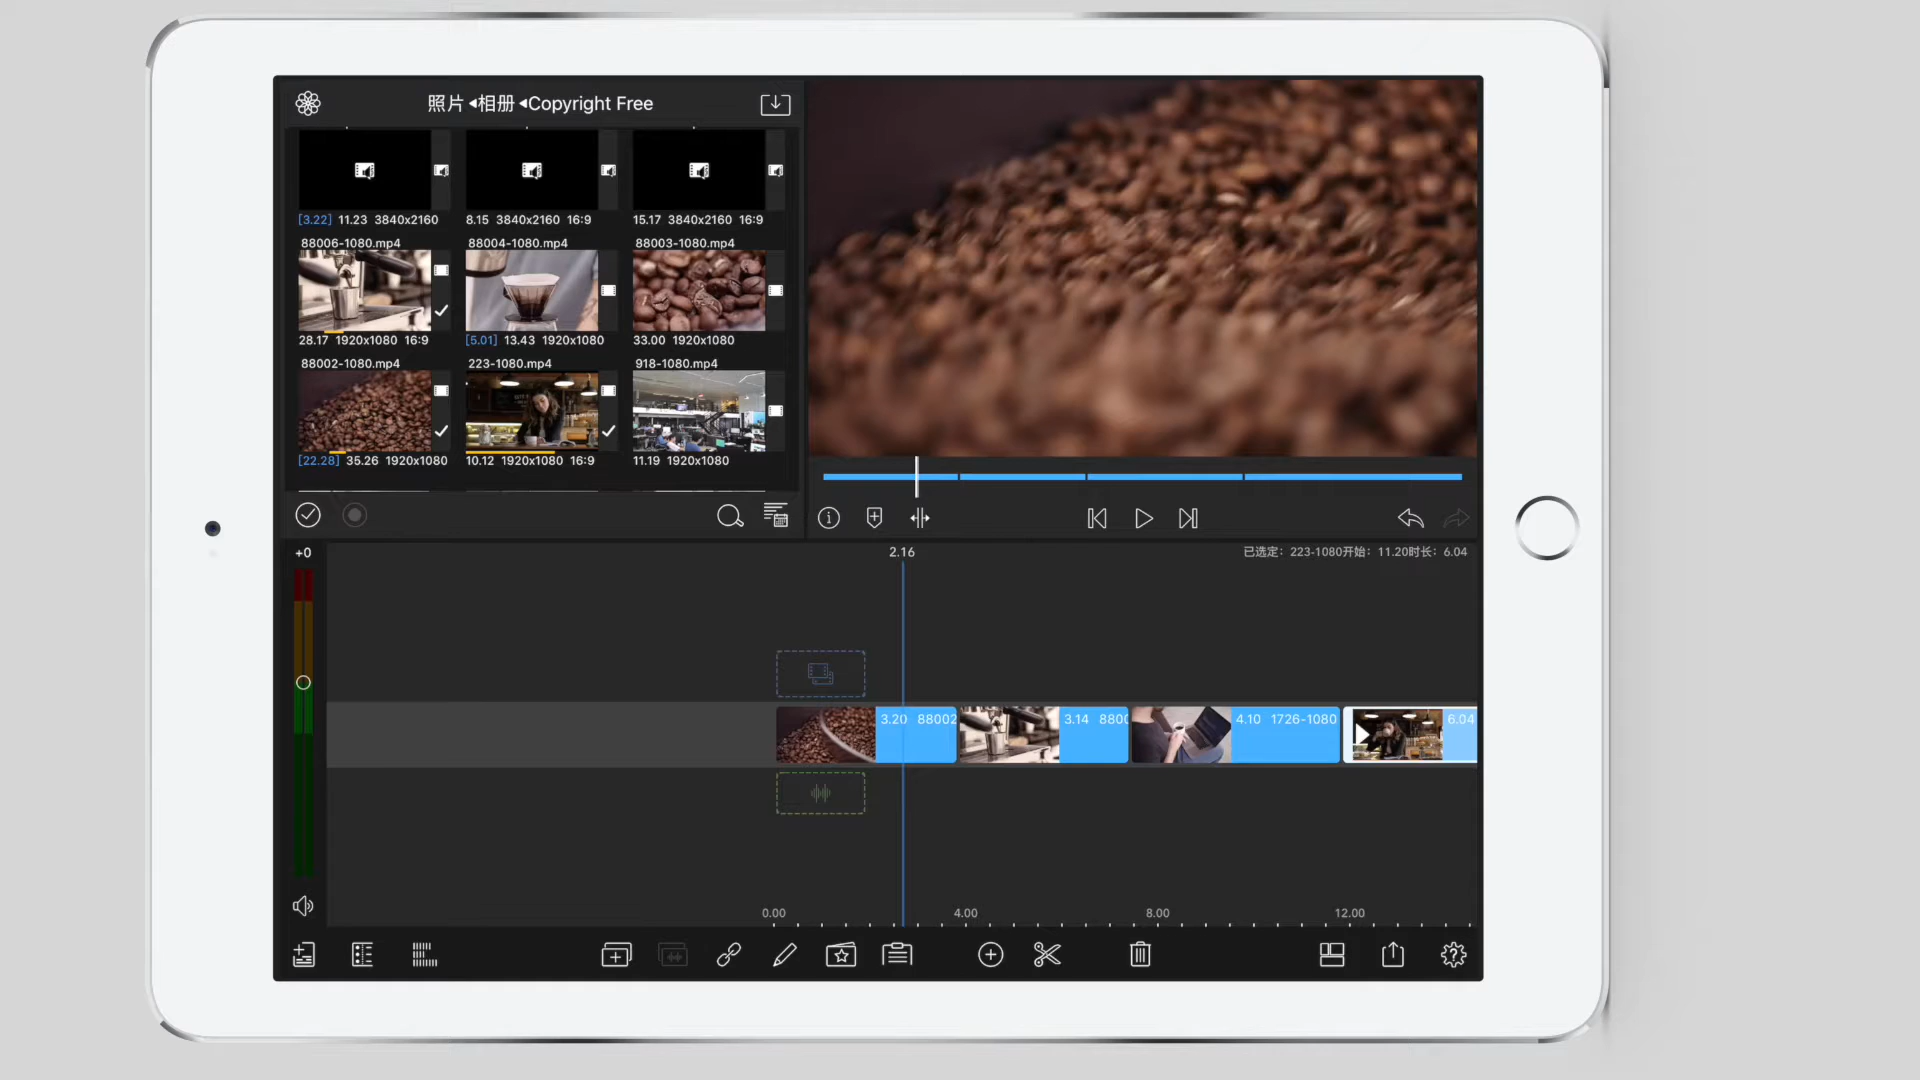 照片◂相册◂Copyright Free
[3.22] 11.23 3840x2160
8.15 3840x2160 16:9
15.17 3840x2160 16:9
88006-1080.mp4
88004-1080.mp4
88003-1080.mp4
28.17 1920x1080 16:9
[5.01] 13.43 1920x1080
33.00 1920x1080
88002-1080.mp4
223-1080.mp4
918-1080.mp4
[22.28] 35.26 1920x1080
10.12 1920x1080 16:9
11.19 1920x1080
+0
2.16
已选定: 223-1080开始: 11.20时长: 6.04
3.20 88002
3.14 880
4.10 1726-1080
6.04
0.00
4.00
8.00
12.00